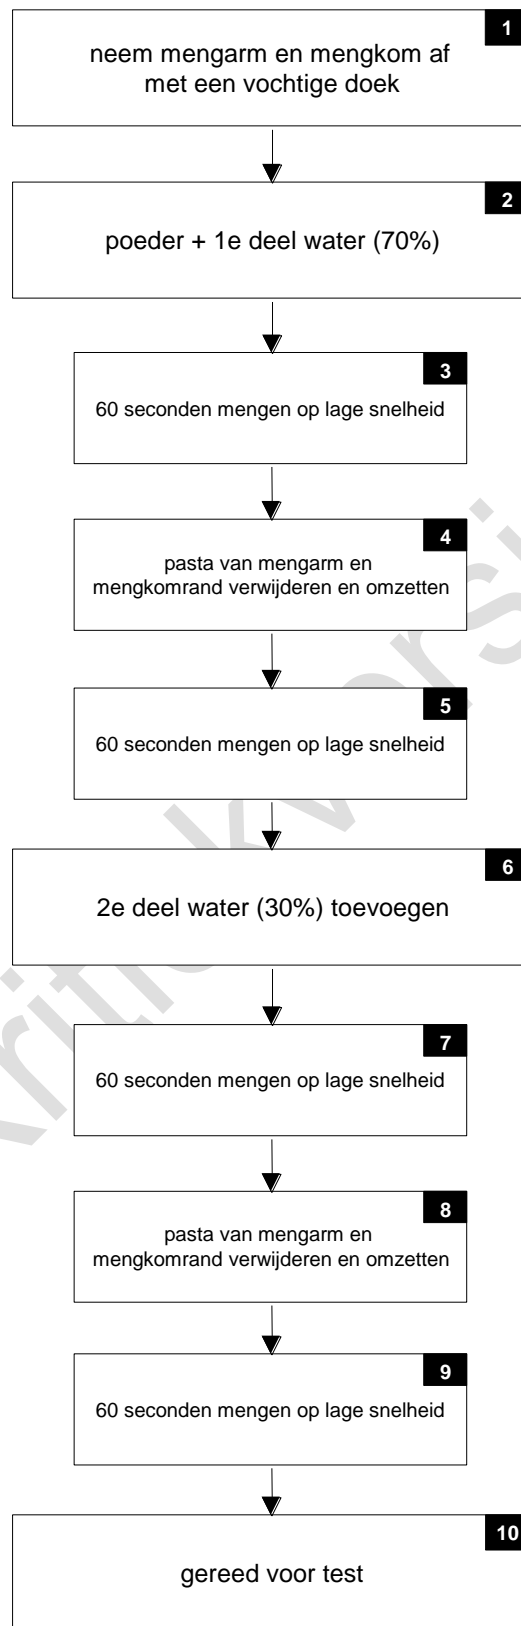 1
neem mengarm en mengkom af
met een vochtige doek
2
poeder + 1e deel water (70%)
3
60 seconden mengen op lage snelheid
4
pasta van mengarm en
mengkomrand verwijderen en omzetten
5
60 seconden mengen op lage snelheid
6
2e deel water (30%) toevoegen
7
60 seconden mengen op lage snelheid
8
pasta van mengarm en
mengkomrand verwijderen en omzetten
9
60 seconden mengen op lage snelheid
10
gereed voor test